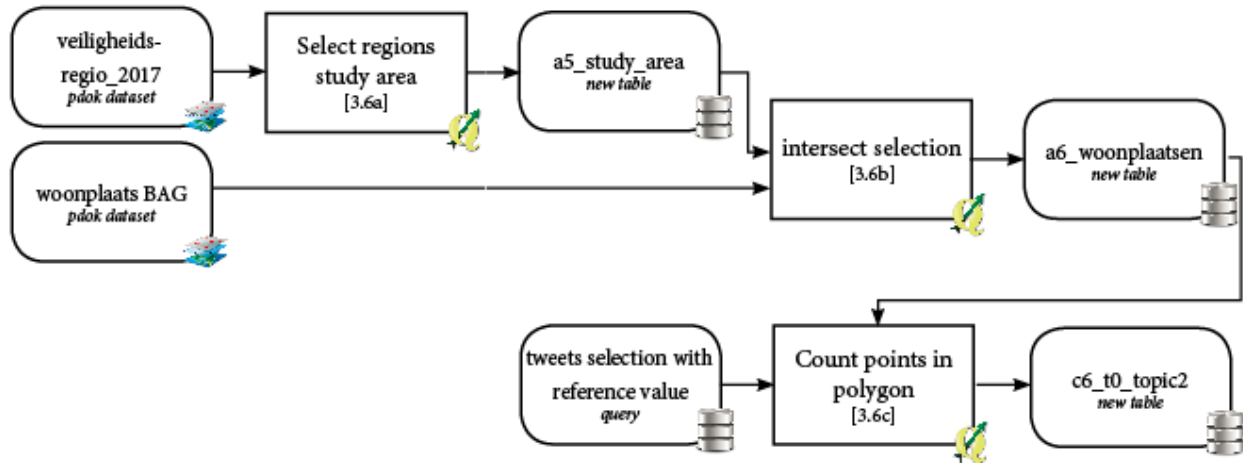 veiligheids-
regio_2017
pdok dataset
Select regions
study area
[3.6a]
a5_study_area
new table
woonplaats BAG
pdok dataset
intersect selection
[3.6b]
a6_woonplaatsen
new table
tweets selection with
reference value
query
Count points in
polygon
[3.6c]
c6_t0_topic2
new table